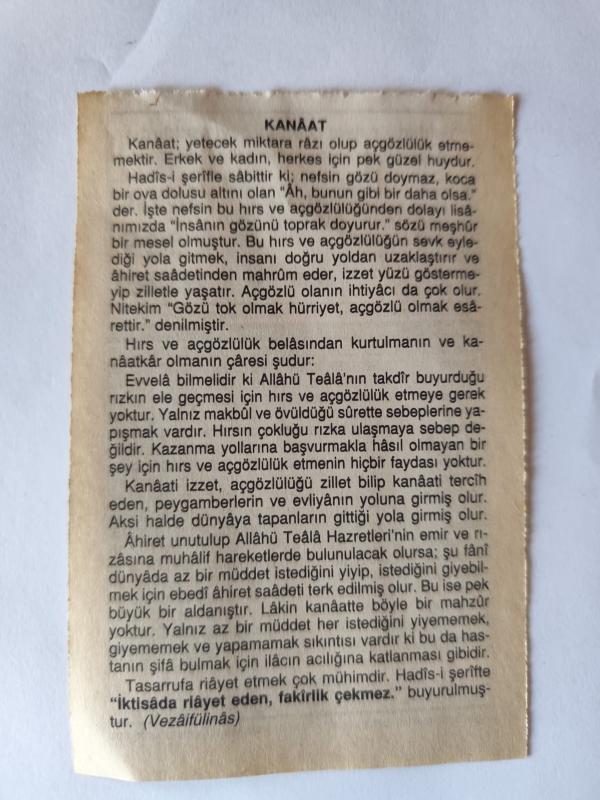 KANÂAT
Kanâat; yetecek miktara râzı olup açgözlülük etme-
mektir. Erkek ve kadın, herkes için pek güzel huydur.
Hadîs-i şerîfle sâbittir ki; nefsin gözü doymaz, koca
bir ova dolusu altını olan “Âh, bunun gibi bir daha olsa.”
der. İşte nefsin bu hırs ve açgözlülüğünden dolayı lisâ-
nımızda “İnsânın gözünü toprak doyurur.” sözü meşhûr
bir mesel olmuştur. Bu hırs ve açgözlülüğün sevk eyle-
diği yola gitmek, insanı doğru yoldan uzaklaştırır ve
âhiret saâdetinden mahrûm eder, izzet yüzü gösterme-
yip zilletle yaşatır. Açgözlü olanın ihtiyâcı da çok olur.
Nitekim “Gözü tok olmak hürriyet, açgözlü olmak esâ-
rettir.” denilmiştir.
Hırs ve açgözlülük belâsından kurtulmanın ve ka-
nâatkâr olmanın çâresi şudur:
Evvelâ bilmelidir ki Allâhü Teâlâ’nın takdîr buyurduğu
rızkın ele geçmesi için hırs ve açgözlülük etmeye gerek
yoktur. Yalnız makbûl ve övüldüğü sûrette sebeplerine ya-
pışmak vardır. Hırsın çokluğu rızka ulaşmaya sebep de-
ğildir. Kazanma yollarına başvurmakla hâsıl olmayan bir
şey için hırs ve açgözlülük etmenin hiçbir faydası yoktur.
Kanâati izzet, açgözlülüğü zillet bilip kanâati tercîh
eden, peygamberlerin ve evliyânın yoluna girmiş olur.
Aksi halde dünyâya tapanların gittiği yola girmiş olur.
Âhiret unutulup Allâhü Teâlâ Hazretleri’nin emir ve rı-
zâsına muhâlif hareketlerde bulunulacak olursa; şu fânî
dünyâda az bir müddet istediğini yiyip, istediğini giyebil-
mek için ebedî âhiret saâdeti terk edilmiş olur. Bu ise pek
büyük bir aldanıştır. Lâkin kanâatte böyle bir mahzûr
yoktur. Yalnız az bir müddet her istediğini yiyememek,
giyememek ve yapamamak sıkıntısı vardır ki bu da has-
tanın şifâ bulmak için ilâcın acılığına katlanması gibidir.
Tasarrufa riâyet etmek çok mühimdir. Hadîs-i şerîfte
“İktisâda riâyet eden, fakîrlik çekmez.” buyurulmuş-
tur. (Vezâifülinâs)